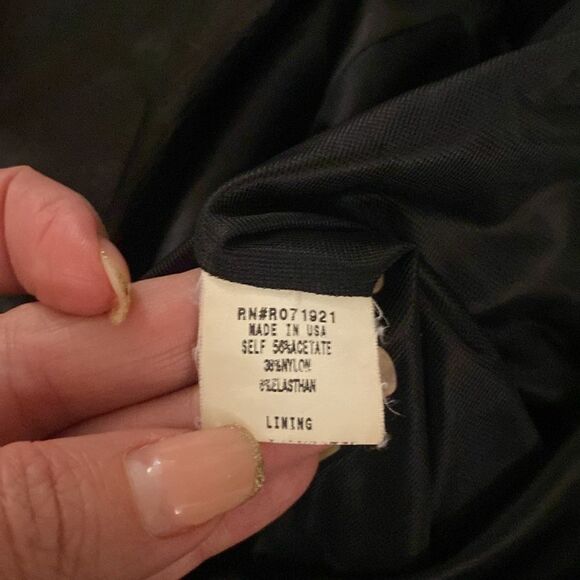 RN#R071921
MADE IN USA
SELF 56%ACETATE
38%NYLON
6%ELASTHAN
LINING